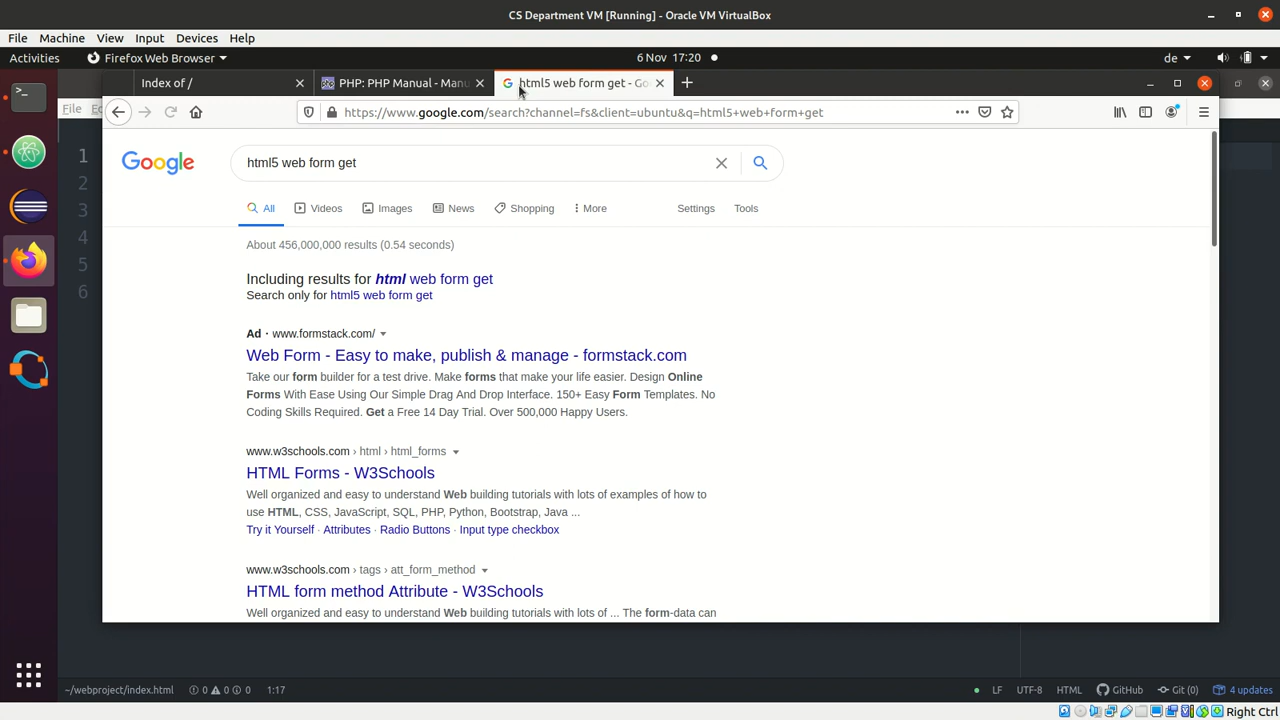 CS Department VM [Running] - Oracle VM VirtualBox
File Machine View Input Devices Help
Activities Firefox Web Browser 6 Nov 17:20 de
Index of / PHP: PHP Manual - Manu html5 web form get - Go
File
https://www.google.com/search?channel=fs&client=ubuntu&q=html5+web+form+get
1
2
3
4
5
6
Google html5 web form get
All Videos Images News Shopping More Settings Tools
About 456,000,000 results (0.54 seconds)
Including results for html web form get
Search only for html5 web form get
Ad · www.formstack.com/
Web Form - Easy to make, publish & manage - formstack.com
Take our form builder for a test drive. Make forms that make your life easier. Design Online
Forms With Ease Using Our Simple Drag And Drop Interface. 150+ Easy Form Templates. No
Coding Skills Required. Get a Free 14 Day Trial. Over 500,000 Happy Users.
www.w3schools.com › html › html_forms
HTML Forms - W3Schools
Well organized and easy to understand Web building tutorials with lots of examples of how to
use HTML, CSS, JavaScript, SQL, PHP, Python, Bootstrap, Java ...
Try it Yourself · Attributes · Radio Buttons · Input type checkbox
www.w3schools.com › tags › att_form_method
HTML form method Attribute - W3Schools
Well organized and easy to understand Web building tutorials with lots of ... The form-data can
~/webproject/index.html 0 0 0 1:17 LF UTF-8 HTML GitHub Git (0) 4 updates
Right Ctrl